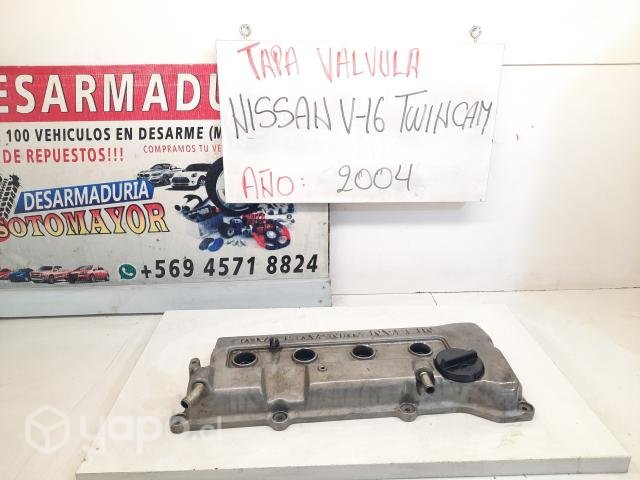 ESARMADU
100 VEHICULOS EN DESARME (M
DE REPUESTOS!!!
COMPRAMOS TU VE
DESARMADURIA
SOTOMAYOR
+569 4571 8824
TAPA VALVULA
NISSAN V-16 TWINCAM
AÑO: 2004
yapo.cl